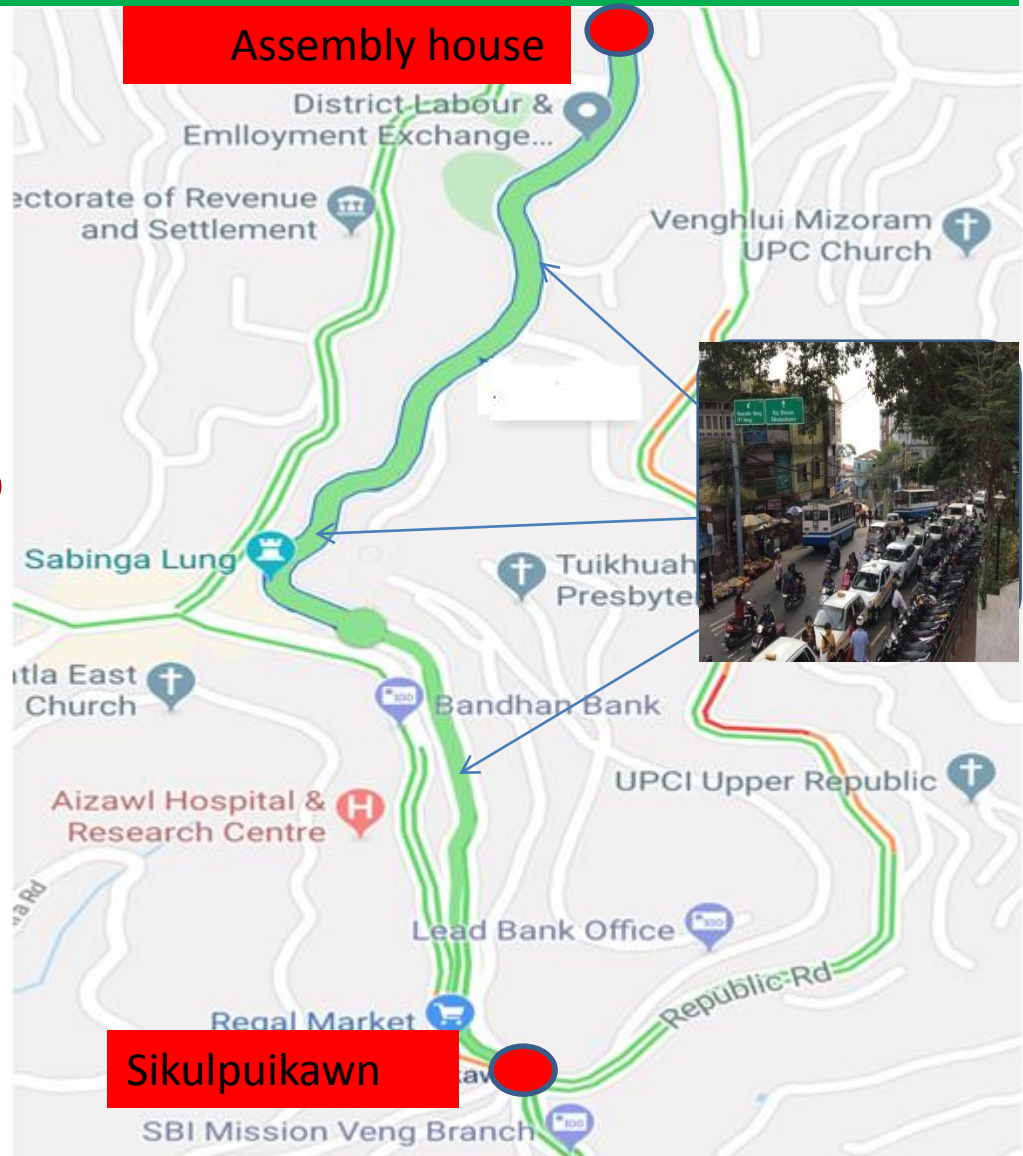 Assembly house
District Labour &
Emlloyment Exchange...
ectorate of Revenue
and Settlement
Venghlui Mizoram
UPC Church
Sabinga Lung
Tuikhuah
Presbyte
tla East
Church
Bandhan Bank
UPCI Upper Republic
Aizawl Hospital &
Research Centre
ra Rd
Lead Bank Office
Republic Rd
Regal Market
Sikulpuikawn
SBI Mission Veng Branch